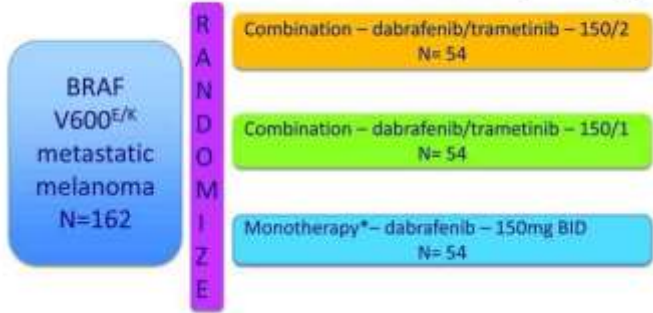 BRAF
V600E/K
metastatic
melanoma
N=162
RANDOMIZE
Combination – dabrafenib/trametinib – 150/2
N= 54
Combination – dabrafenib/trametinib – 150/1
N= 54
Monotherapy*– dabrafenib – 150mg BID
N= 54